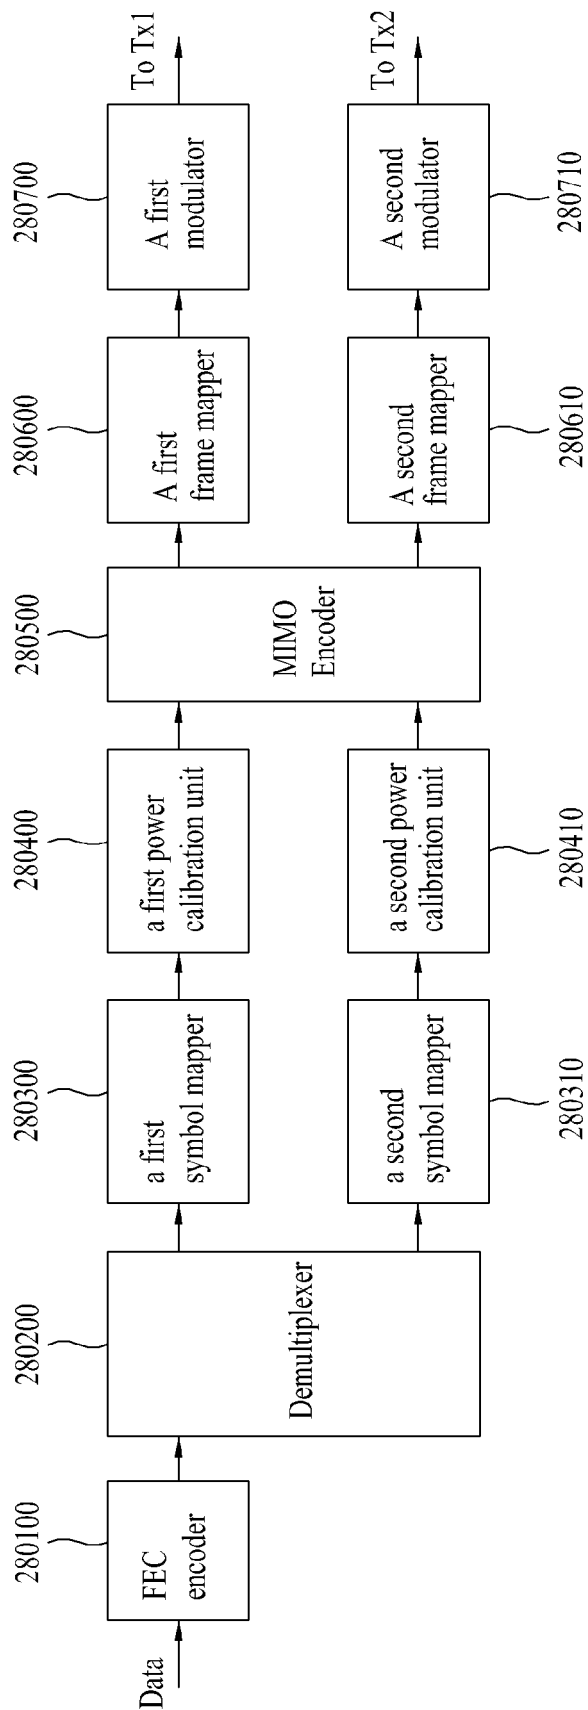 280100
280200
280300
280400
280500
280600
280700
Data
FEC
encoder
Demultiplexer
a first
symbol mapper
a first power
calibration unit
MIMO
Encoder
A first
frame mapper
A first
modulator
To Tx1
a second
symbol mapper
a second power
calibration unit
A second
frame mapper
A second
modulator
To Tx2
280310
280410
280610
280710